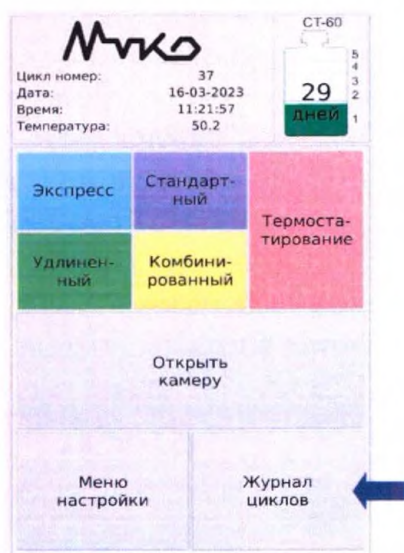 МиКо
CT-60
Цикл номер: 37
Дата: 16-03-2023
Время: 11:21:57
Температура: 50.2
5
4
3
2
1
29
дней
Экспресс
Стандарт-
ный
Термоста-
тирование
Удлинен-
ный
Комбини-
рованный
Открыть
камеру
Меню
настройки
Журнал
циклов